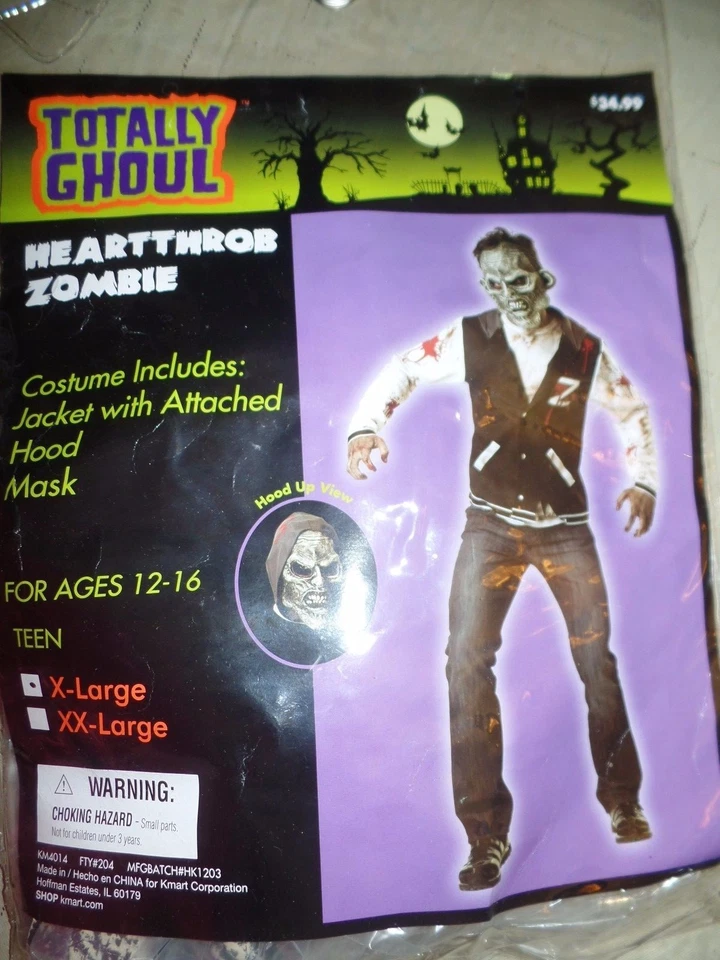 TOTALLY
GHOUL
™
$34.99
HEARTTHROB
ZOMBIE
Costume Includes:
Jacket with Attached
Hood
Mask
Hood Up View
Z
FOR AGES 12-16
TEEN
X-Large
XX-Large
WARNING:
CHOKING HAZARD - Small parts.
Not for children under 3 years.
KM4014 FTY#204 MFGBATCH#HK1203
Made in / Hecho en CHINA for Kmart Corporation
Hoffman Estates, IL 60179
SHOP kmart.com